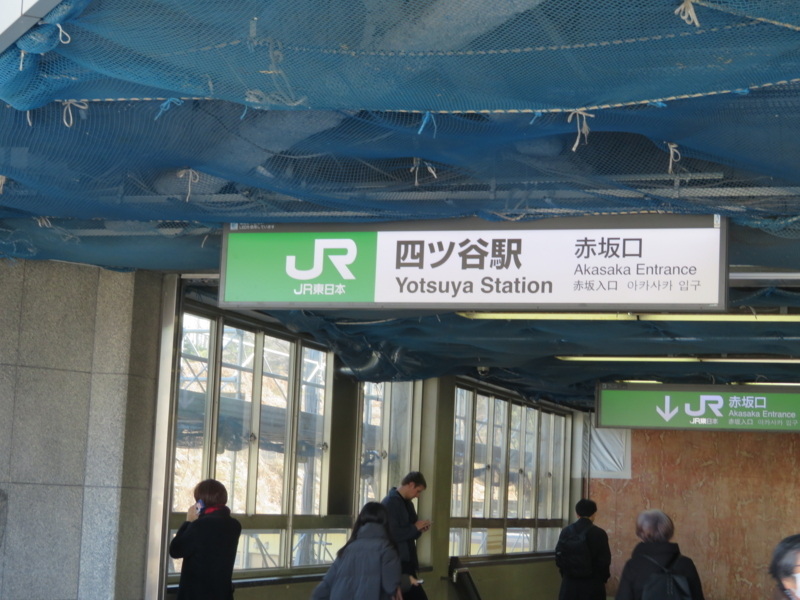 JR
JR東日本
四ツ谷駅
Yotsuya Station
赤坂口
Akasaka Entrance
赤坂入口 아카사카 입구
JR
JR東日本
赤坂口
Akasaka Entrance
赤坂入口 아카사카 입구